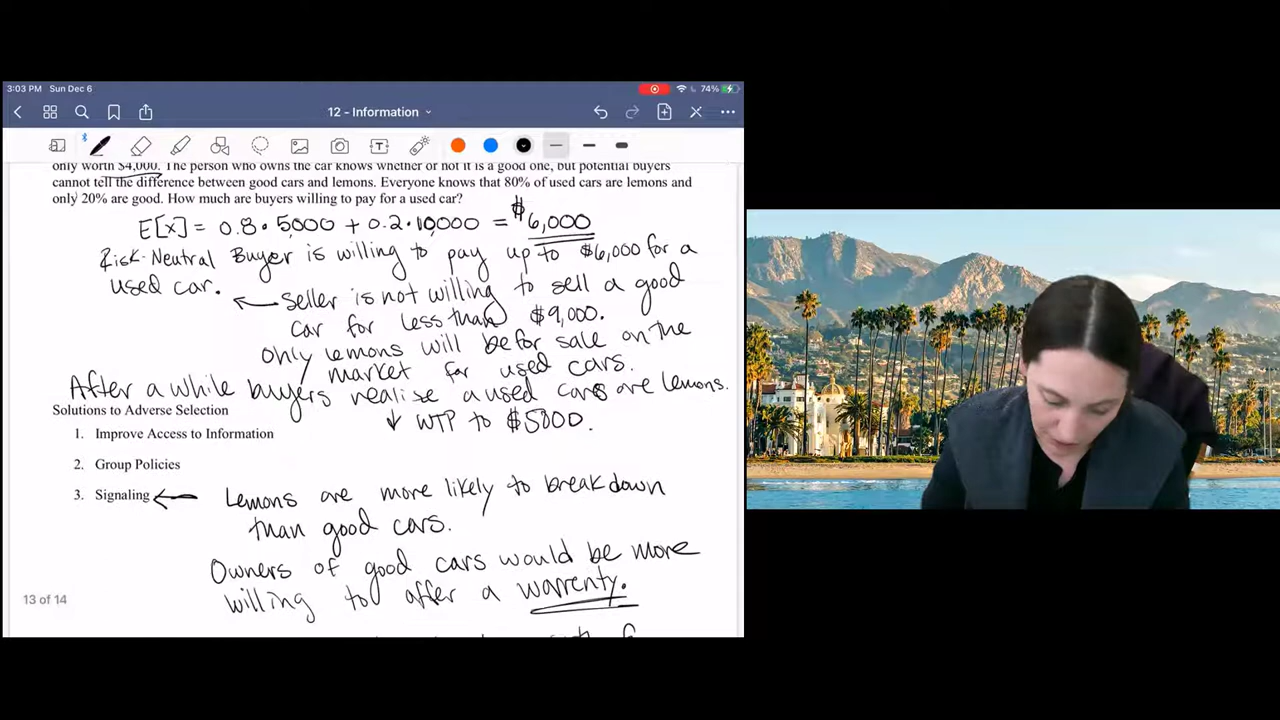 3:03 PM Sun Dec 6
74%
12 - Information
only worth $4,000. The person who owns the car knows whether or not it is a good one, but potential buyers
cannot tell the difference between good cars and lemons. Everyone knows that 80% of used cars are lemons and
only 20% are good. How much are buyers willing to pay for a used car?
E[x] = 0.8 · 5,000 + 0.2 · 10,000 = $6,000
Risk-Neutral Buyer is willing to pay up to $6,000 for a
used car.
← Seller is not willing to sell a good
car for less than $9,000.
only lemons will be for sale on the
market for used cars.
After a while buyers realise a used cars are lemons.
Solutions to Adverse Selection
↓ WTP to $5000.
1. Improve Access to Information
2. Group Policies
3. Signaling ←
Lemons are more likely to breakdown
than good cars.
Owners of good cars would be more
willing to affer a warrenty.
13 of 14